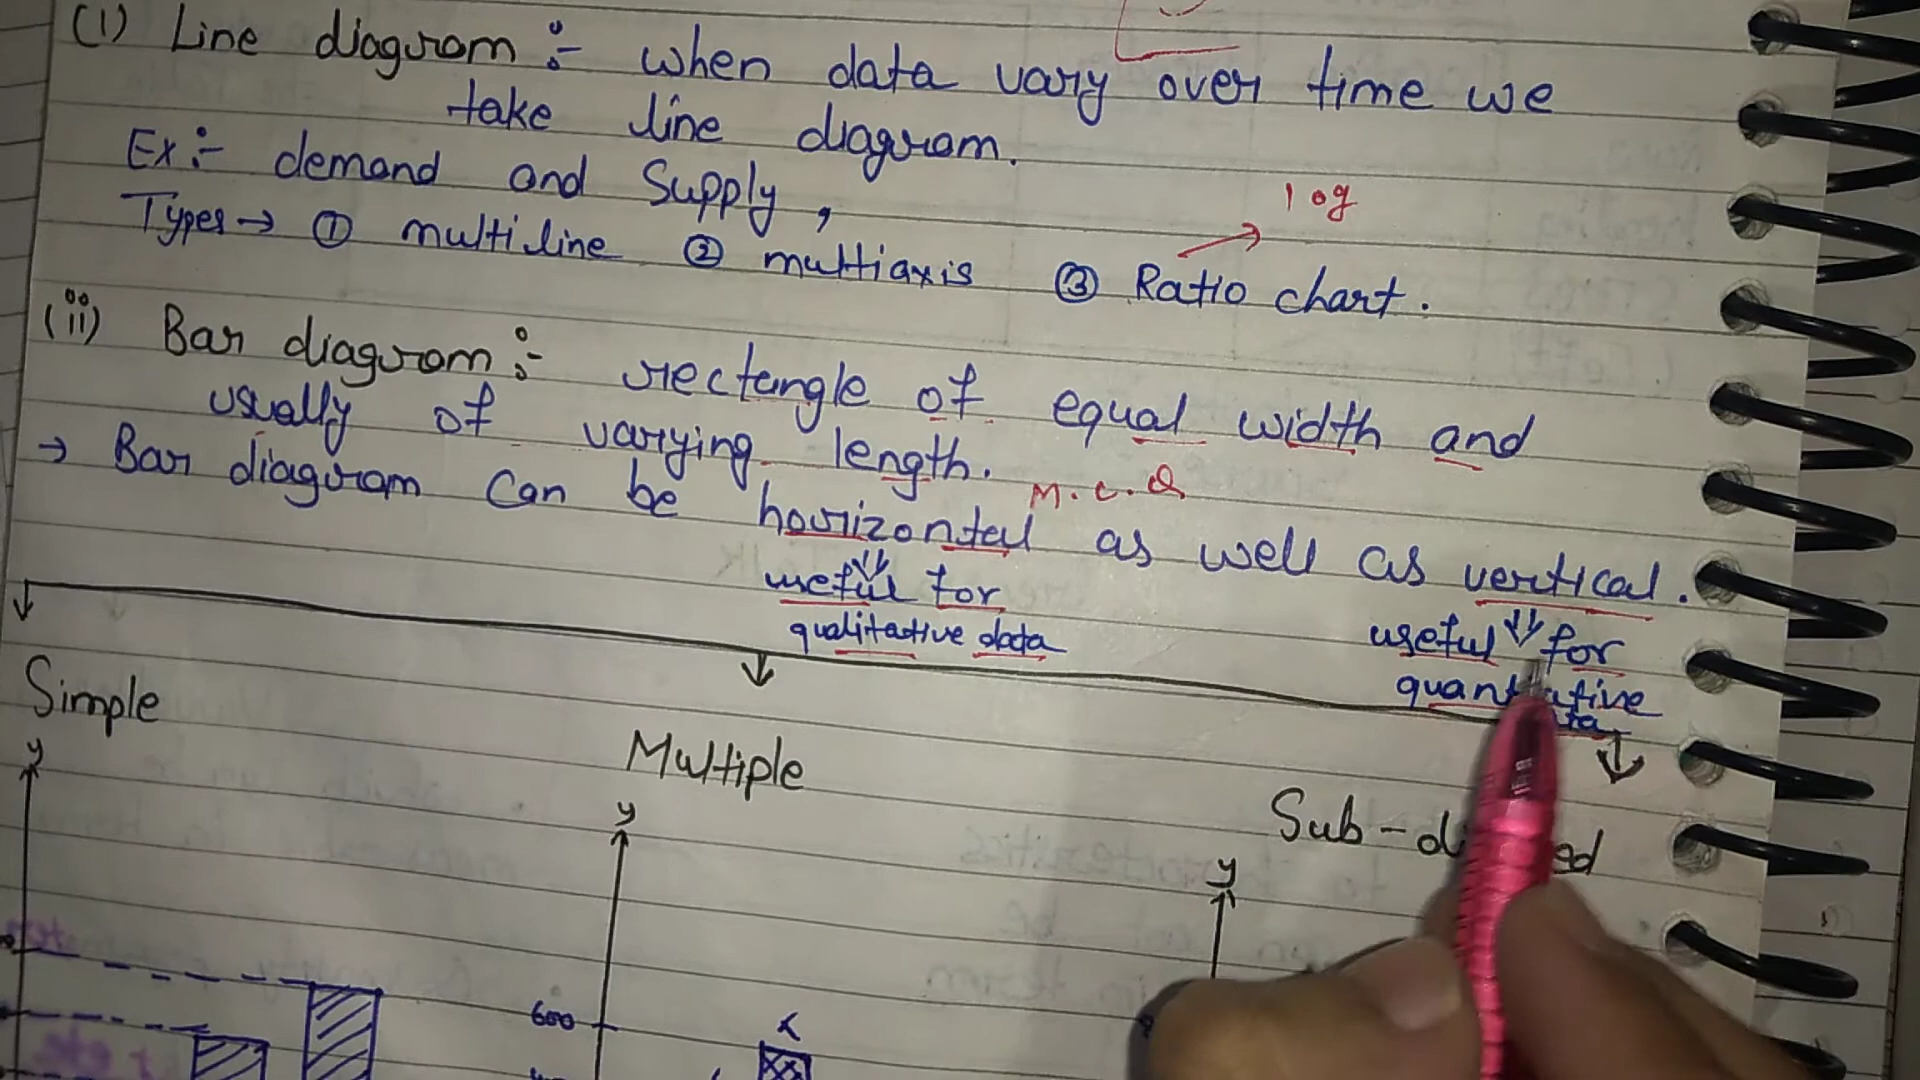 (i) Line diagram :- when data vary over time we
take line diagram.
Ex :- demand and Supply,
log
Types → ① multiline ② multiaxis ③ Ratio chart.
(ii) Bar diagram :- rectangle of equal width and
usually of varying length.
M.C.Q
→ Bar diagram can be horizontal as well as vertical.
useful for
qualitative data
useful for
Simple
Multiple
Sub-
y
y
y
600
x